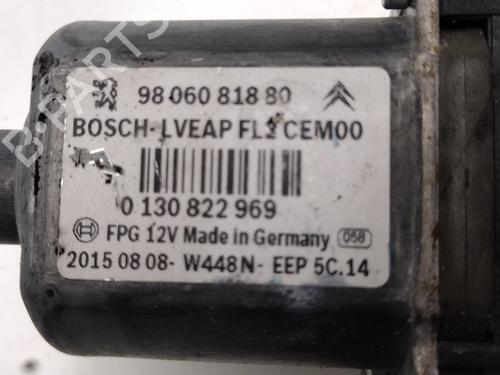 98 060 818 80
BOSCH-LVEAP FL2 CEM00
0 130 822 969
FPG 12V Made in Germany 058
2015 08 08- W448N- EEP 5C.14
B-PARTS